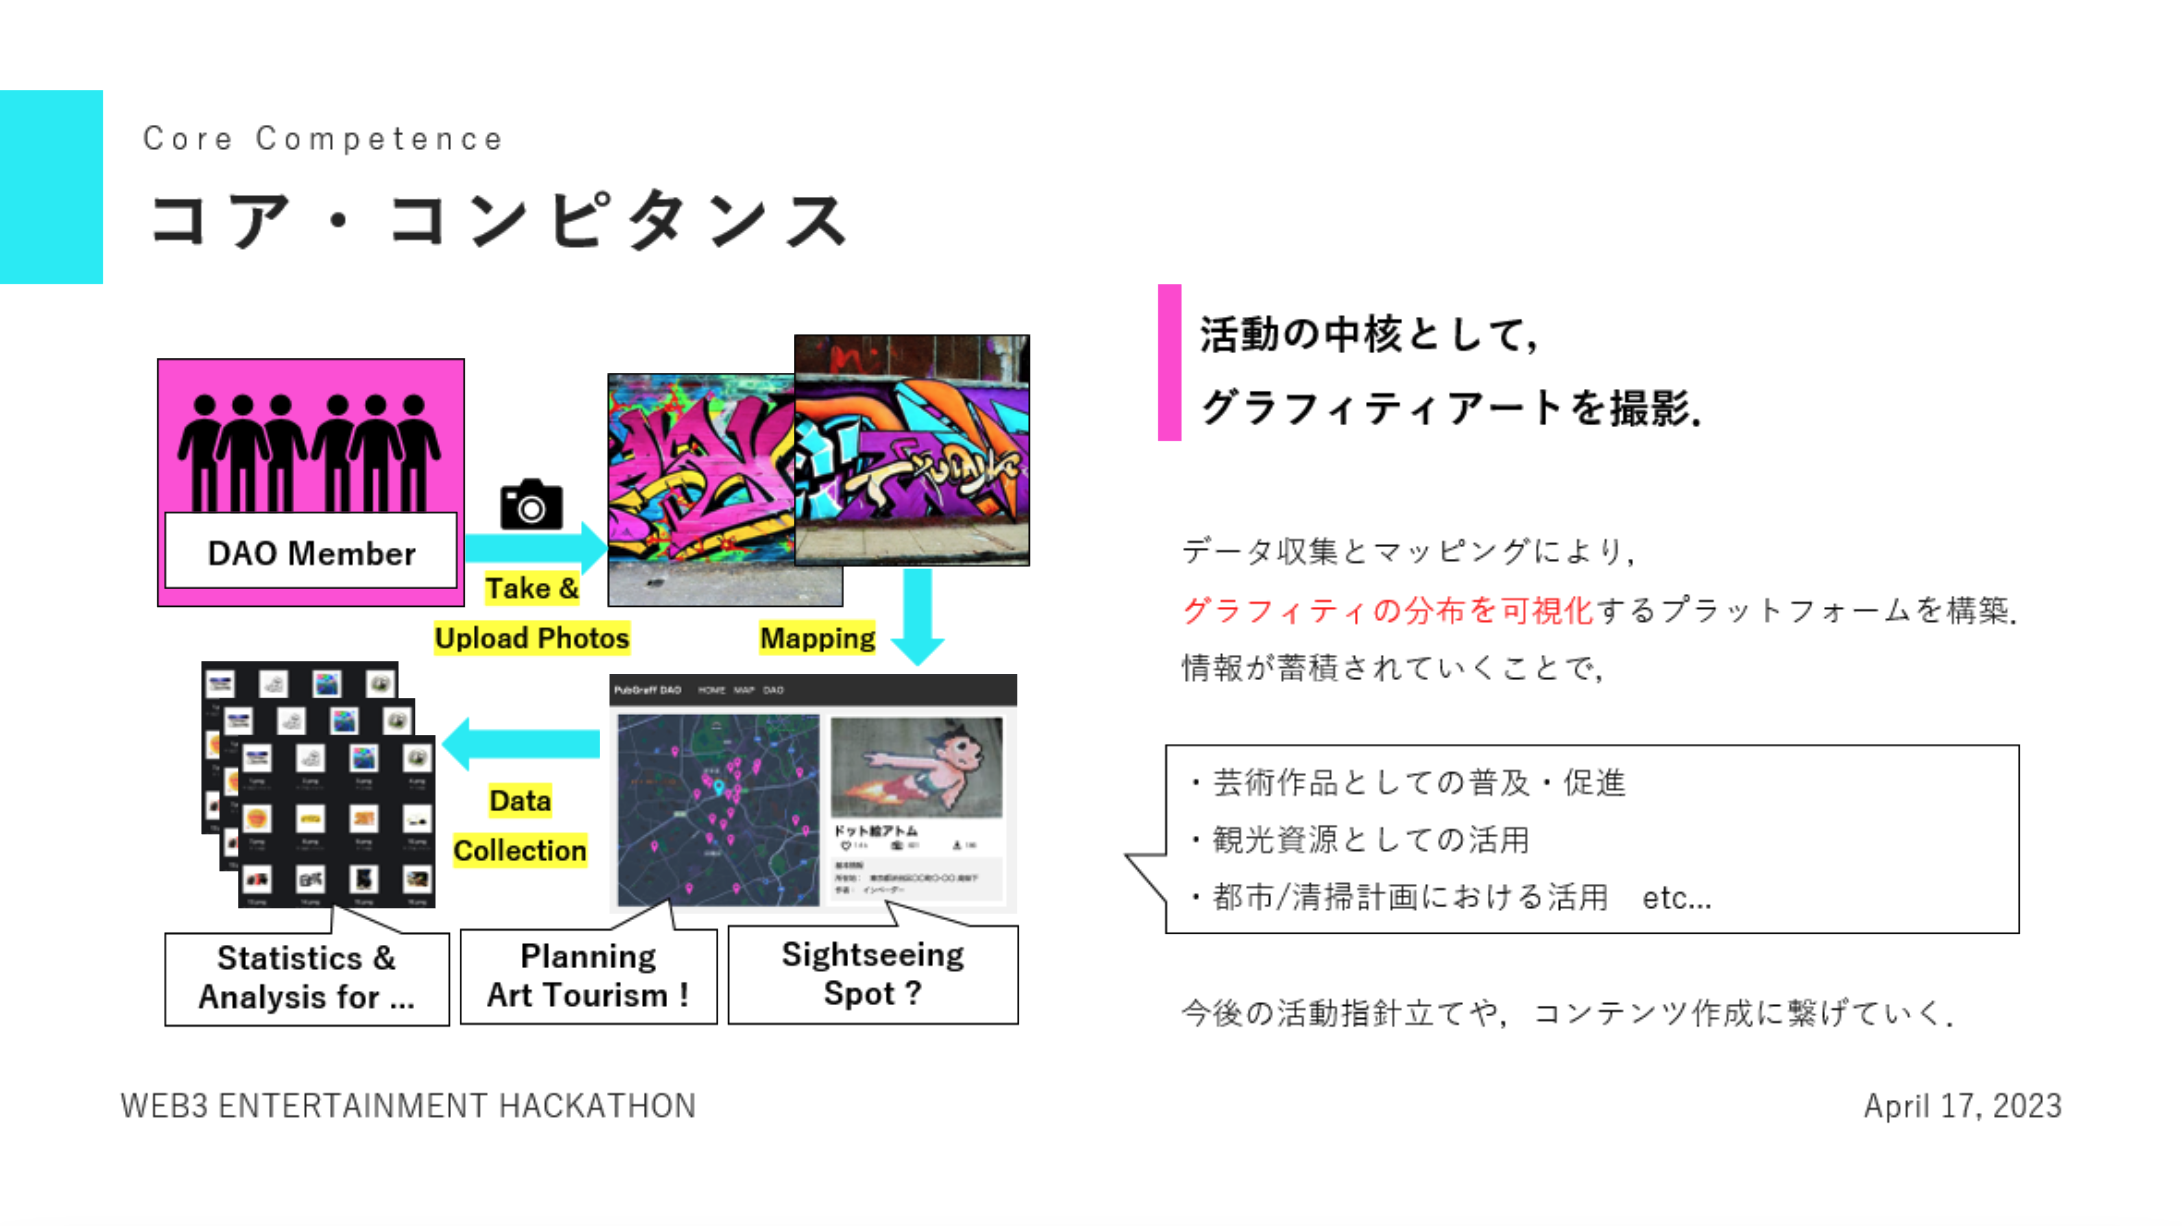 Core Competence
コア・コンピタンス
DAO Member
Take &
Upload Photos
Mapping
PubGraff DAO HOME MAP DAO
ドット絵アトム
基本情報
Data
Collection
Statistics &
Analysis for ...
Planning
Art Tourism !
Sightseeing
Spot ?
活動の中核として,
グラフィティアートを撮影.
データ収集とマッピングにより,
グラフィティの分布を可視化するプラットフォームを構築.
情報が蓄積されていくことで,
・芸術作品としての普及・促進
・観光資源としての活用
・都市/清掃計画における活用 etc...
今後の活動指針立てや, コンテンツ作成に繋げていく.
WEB3 ENTERTAINMENT HACKATHON
April 17, 2023